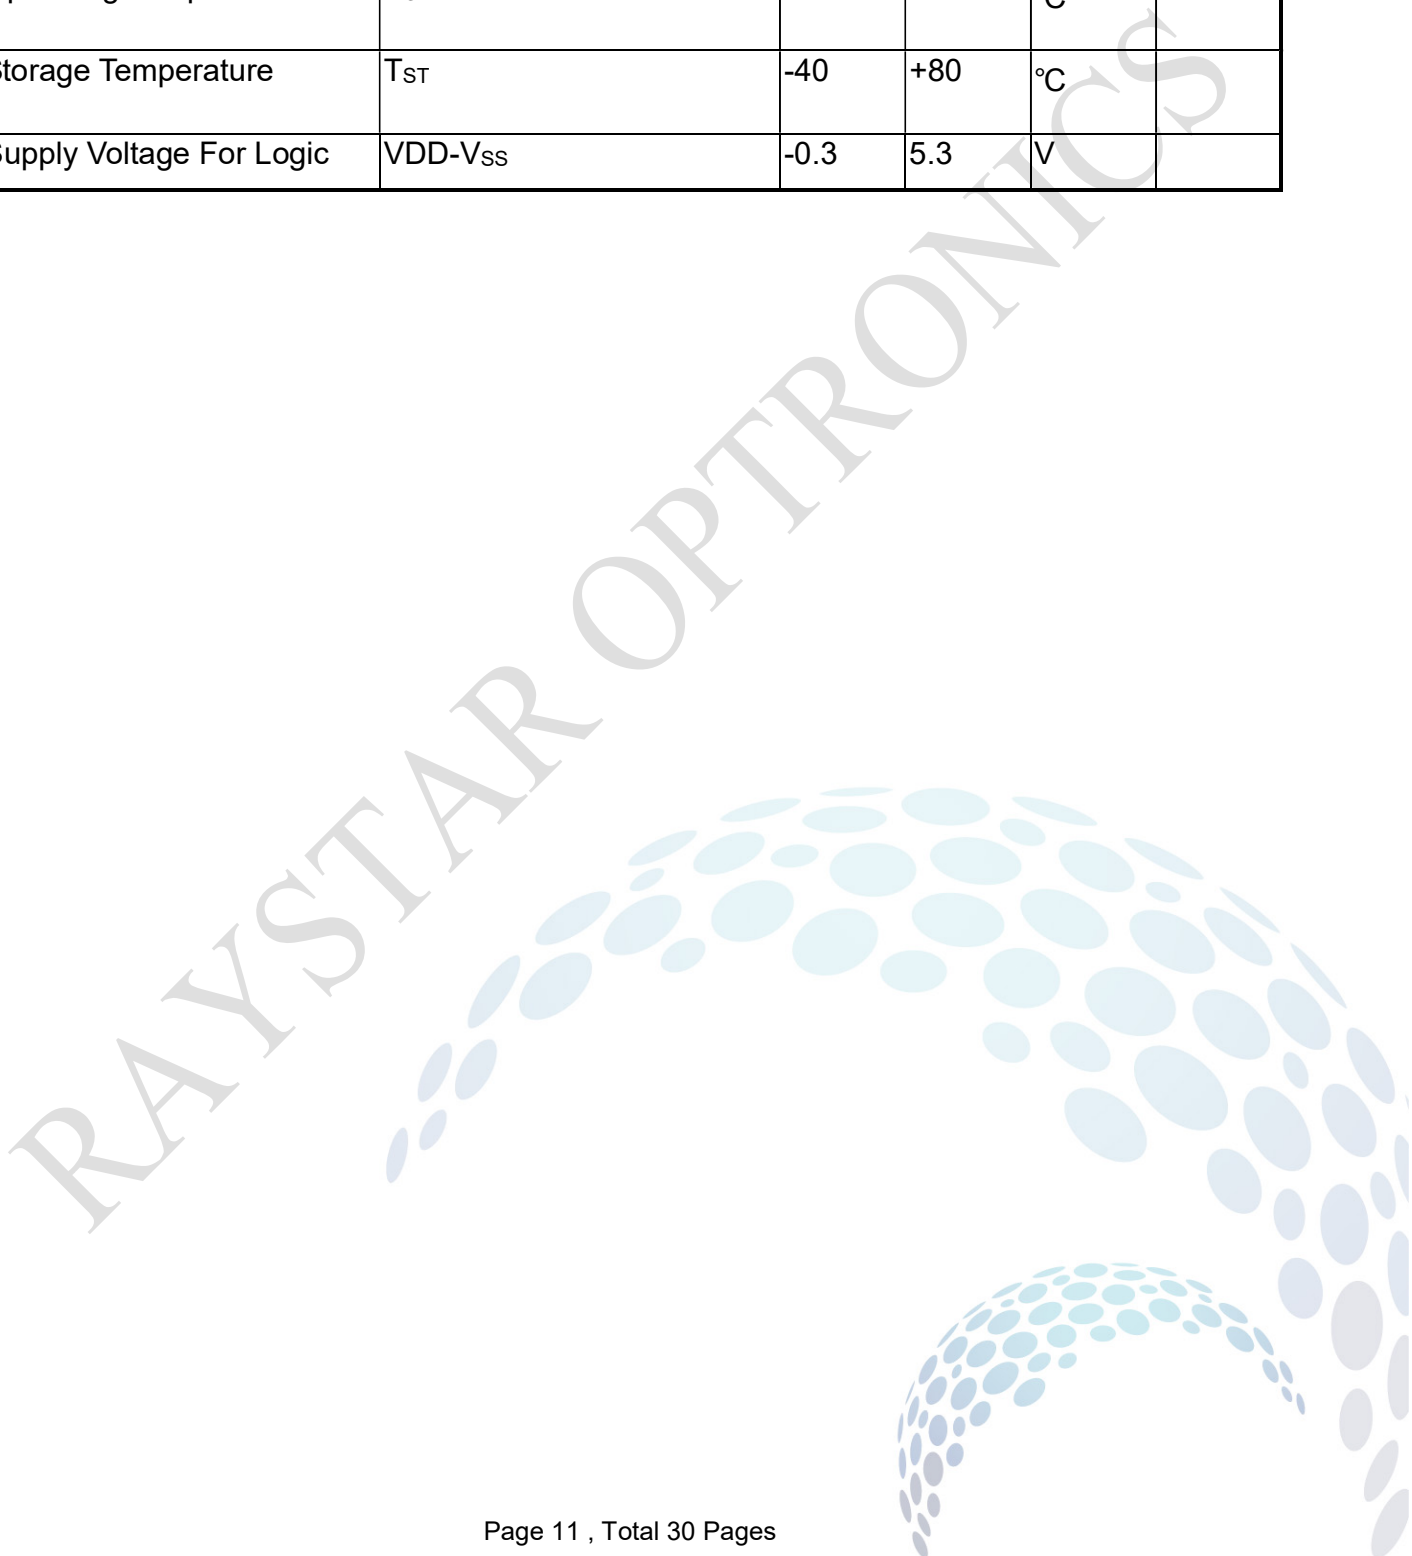 ℃
Storage Temperature TST -40 +80 ℃
Supply Voltage For Logic VDD-VSS -0.3 5.3 V
RAYSTAR OPTRONICS
Page 11 , Total 30 Pages